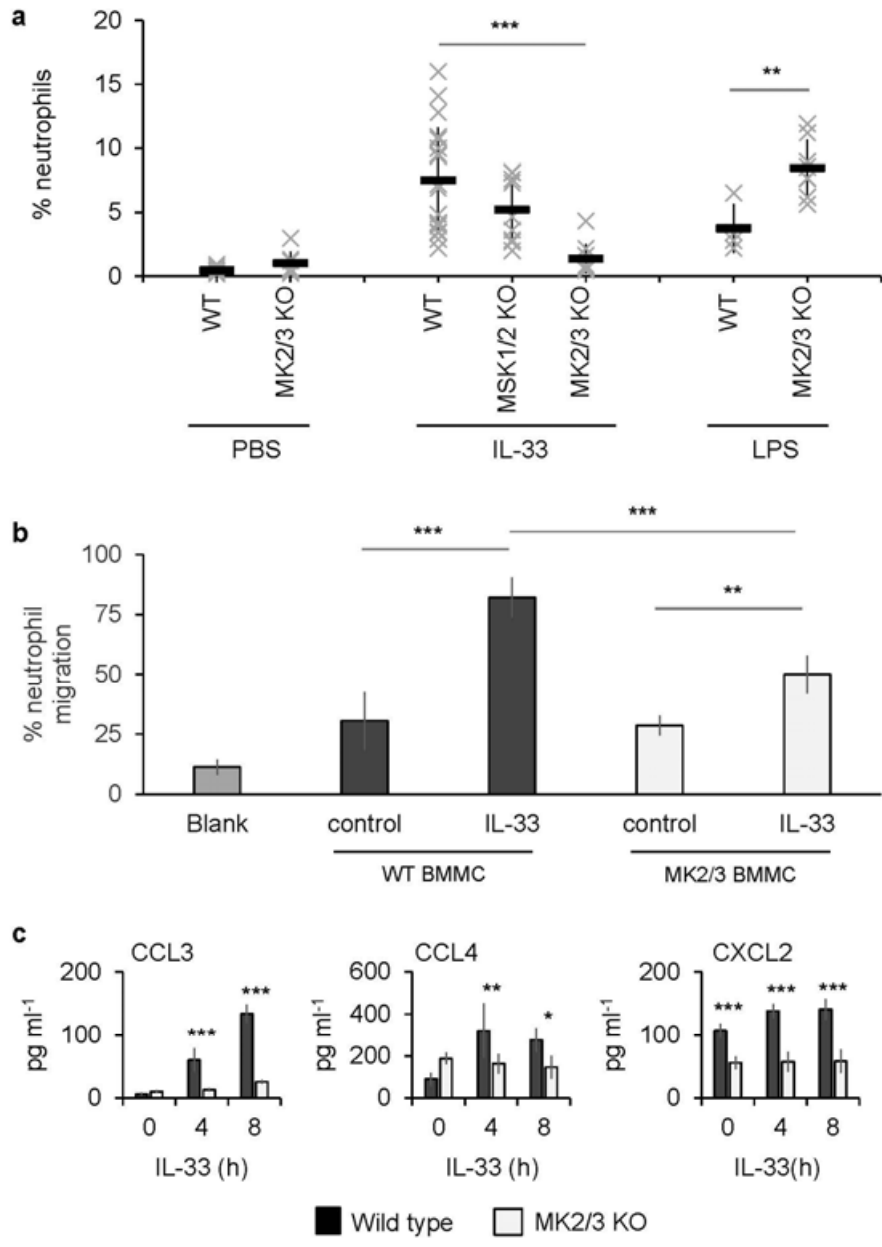 a
20
15
10
5
0
% neutrophils
***
**
WT
MK2/3 KO
WT
MSK1/2 KO
MK2/3 KO
WT
MK2/3 KO
PBS
IL-33
LPS
b
100
75
50
25
0
% neutrophil
migration
***
***
**
Blank
control
IL-33
control
IL-33
WT BMMC
MK2/3 BMMC
c
CCL3
200
100
0
pg ml⁻¹
***
***
0 4 8
IL-33 (h)
CCL4
600
400
200
0
pg ml⁻¹
**
*
0 4 8
IL-33 (h)
CXCL2
200
100
0
pg ml⁻¹
***
***
***
0 4 8
IL-33(h)
Wild type
MK2/3 KO